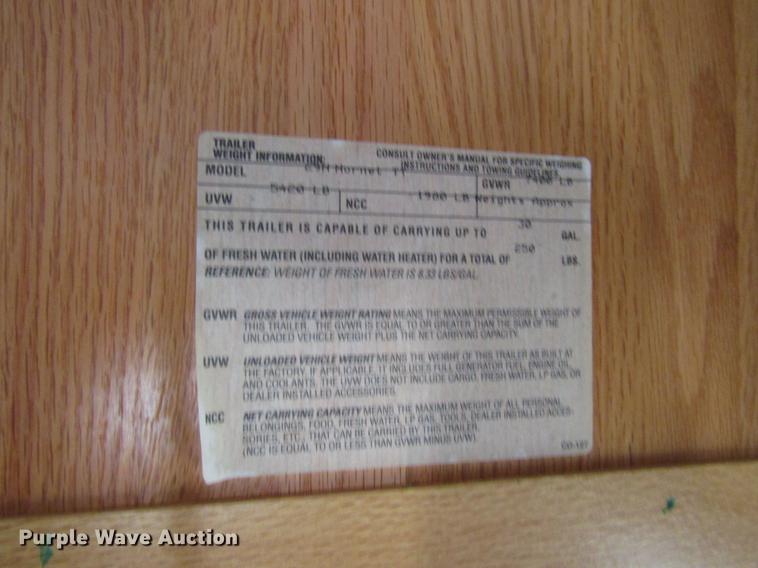 TRAILER
WEIGHT INFORMATION:
CONSULT OWNER'S MANUAL FOR SPECIFIC WEIGHING
INSTRUCTIONS AND TOWING GUIDELINES
MODEL Hornet GVWR 7400 LB
UVW 5420 LB NCC 1980 LB Weights Approx
THIS TRAILER IS CAPABLE OF CARRYING UP TO 30 GAL.
OF FRESH WATER (INCLUDING WATER HEATER) FOR A TOTAL OF 250 LBS.
REFERENCE: WEIGHT OF FRESH WATER IS 8.33 LBS/GAL.
GVWR GROSS VEHICLE WEIGHT RATING MEANS THE MAXIMUM PERMISSIBLE WEIGHT OF
THIS TRAILER. THE GVWR IS EQUAL TO OR GREATER THAN THE SUM OF THE
UNLOADED VEHICLE WEIGHT PLUS THE NET CARRYING CAPACITY.
UVW UNLOADED VEHICLE WEIGHT MEANS THE WEIGHT OF THIS TRAILER AS BUILT AT
THE FACTORY. IF APPLICABLE, IT INCLUDES FULL GENERATOR FUEL, ENGINE OIL
AND COOLANTS. THE UVW DOES NOT INCLUDE CARGO, FRESH WATER, LP GAS, OR
DEALER INSTALLED ACCESSORIES.
NCC NET CARRYING CAPACITY MEANS THE MAXIMUM WEIGHT OF ALL PERSONAL
BELONGINGS, FOOD, FRESH WATER, LP GAS, TOOLS, DEALER INSTALLED ACCES-
SORIES, ETC., THAT CAN BE CARRIED BY THIS TRAILER.
(NCC IS EQUAL TO OR LESS THAN GVWR MINUS UVW).
Purple Wave Auction